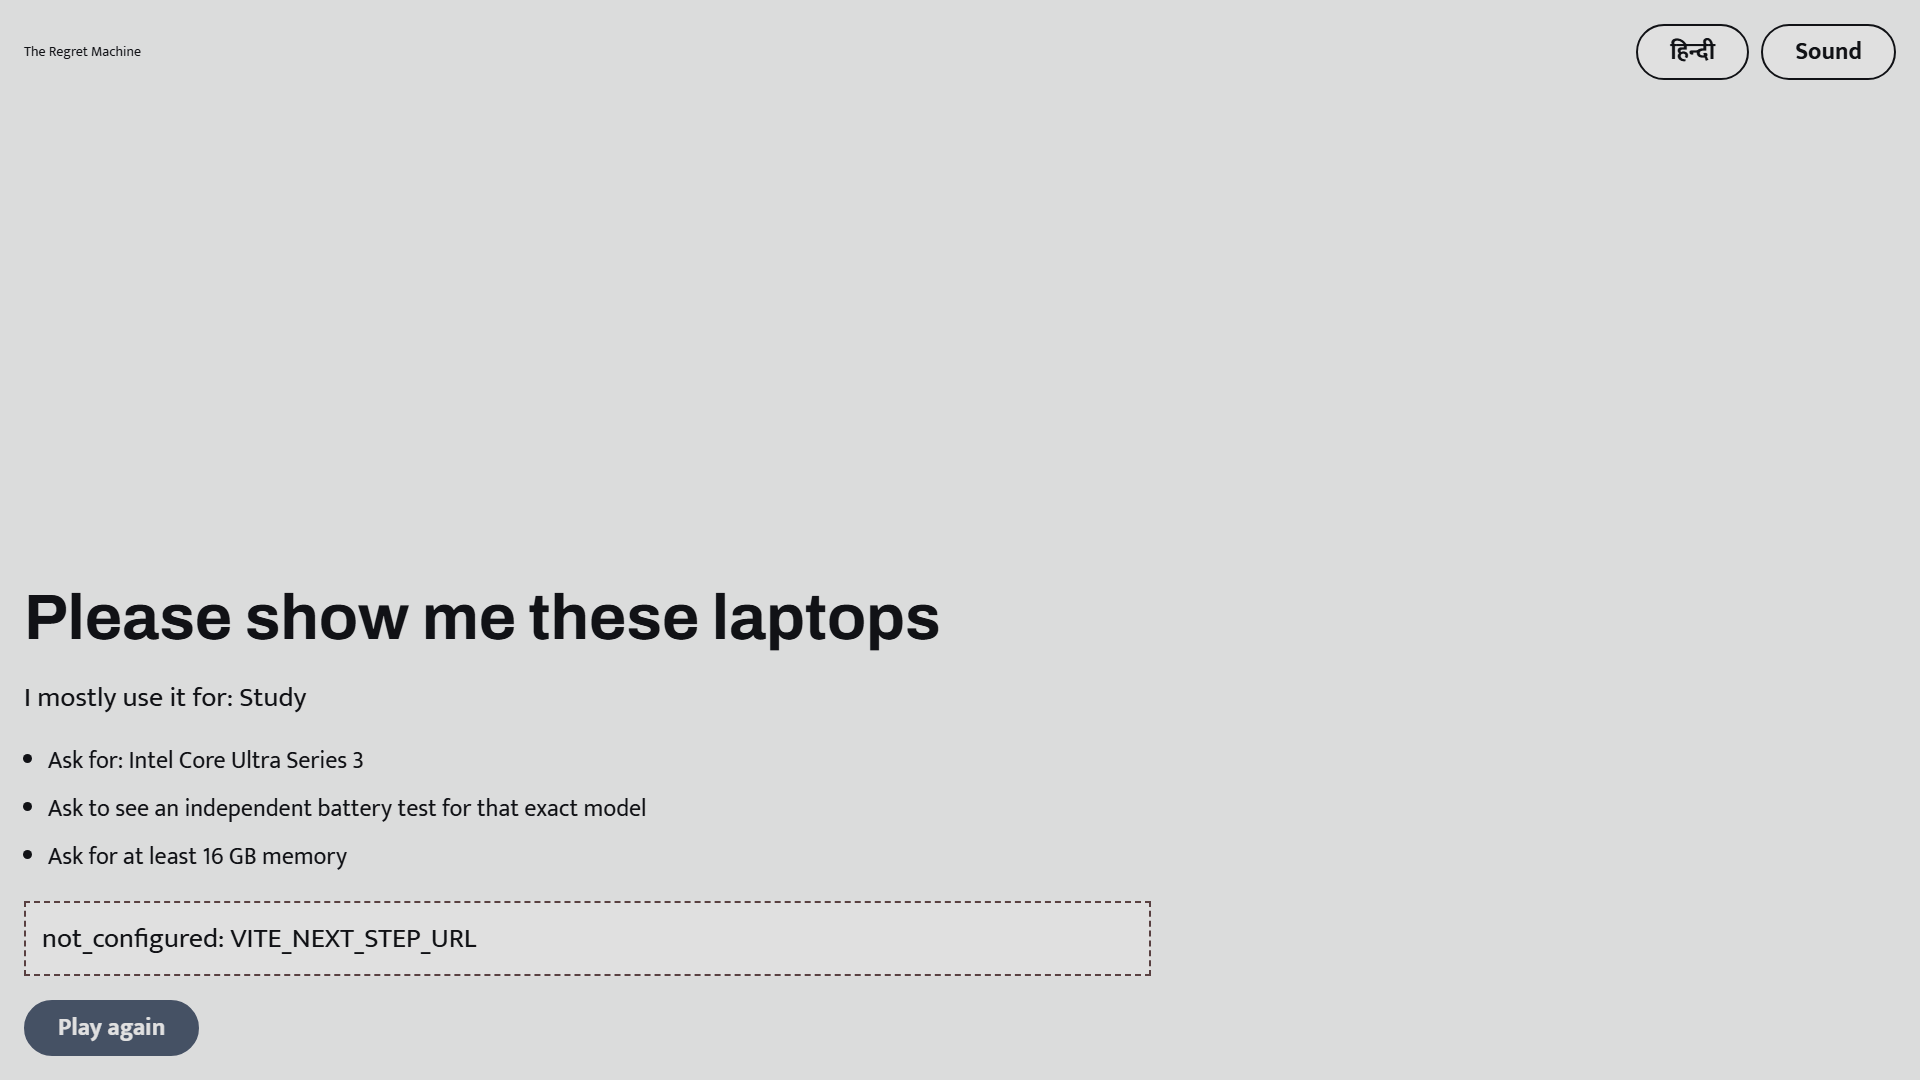 The Regret Machine
हिन्दी
Sound
Please show me these laptops
I mostly use it for: Study
Ask for: Intel Core Ultra Series 3
Ask to see an independent battery test for that exact model
Ask for at least 16 GB memory
not_configured: VITE_NEXT_STEP_URL
Play again